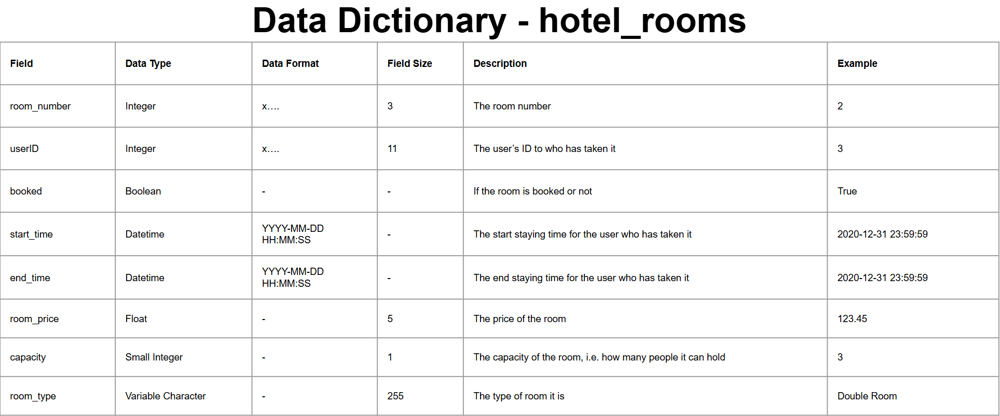 Data Dictionary - hotel_rooms
Field Data Type Data Format Field Size Description Example
room_number Integer x…. 3 The room number 2
userID Integer x…. 11 The user’s ID to who has taken it 3
booked Boolean - - If the room is booked or not True
start_time Datetime YYYY-MM-DD HH:MM:SS - The start staying time for the user who has taken it 2020-12-31 23:59:59
end_time Datetime YYYY-MM-DD HH:MM:SS - The end staying time for the user who has taken it 2020-12-31 23:59:59
room_price Float - 5 The price of the room 123.45
capacity Small Integer - 1 The capacity of the room, i.e. how many people it can hold 3
room_type Variable Character - 255 The type of room it is Double Room